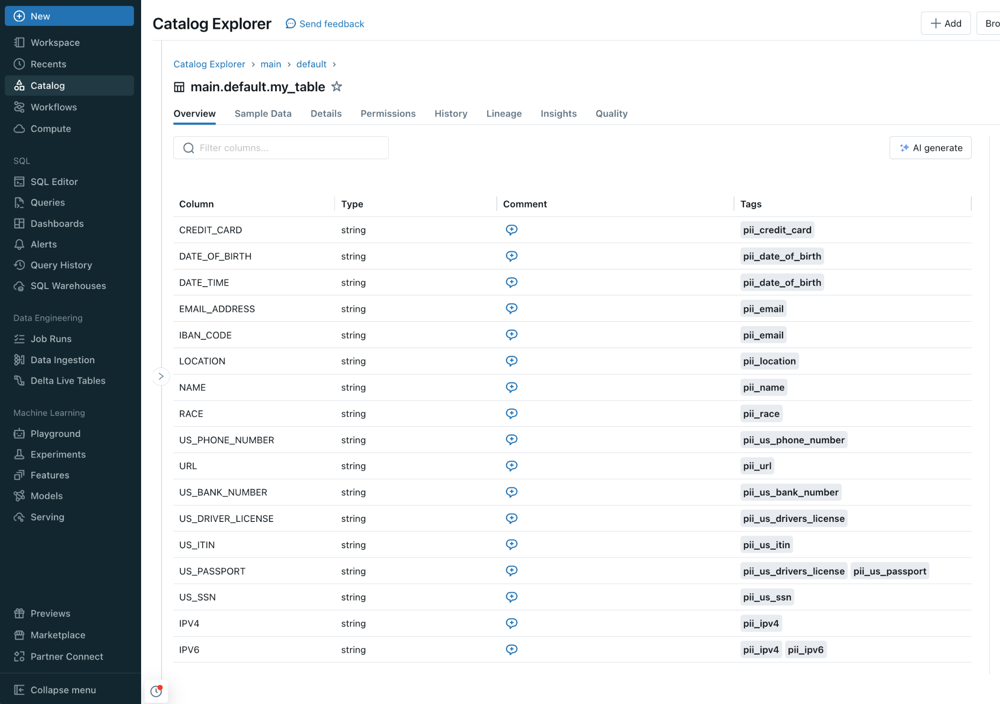 New
Workspace
Recents
Catalog
Workflows
Compute
SQL
SQL Editor
Queries
Dashboards
Alerts
Query History
SQL Warehouses
Data Engineering
Job Runs
Data Ingestion
Delta Live Tables
Machine Learning
Playground
Experiments
Features
Models
Serving
Previews
Marketplace
Partner Connect
Collapse menu
Catalog Explorer Send feedback Add Bro
Catalog Explorer > main > default >
main.default.my_table
Overview Sample Data Details Permissions History Lineage Insights Quality
Filter columns... AI generate
Column Type Comment Tags
CREDIT_CARD string pii_credit_card
DATE_OF_BIRTH string pii_date_of_birth
DATE_TIME string pii_date_of_birth
EMAIL_ADDRESS string pii_email
IBAN_CODE string pii_email
LOCATION string pii_location
NAME string pii_name
RACE string pii_race
US_PHONE_NUMBER string pii_us_phone_number
URL string pii_url
US_BANK_NUMBER string pii_us_bank_number
US_DRIVER_LICENSE string pii_us_drivers_license
US_ITIN string pii_us_itin
US_PASSPORT string pii_us_drivers_license pii_us_passport
US_SSN string pii_us_ssn
IPV4 string pii_ipv4
IPV6 string pii_ipv4 pii_ipv6